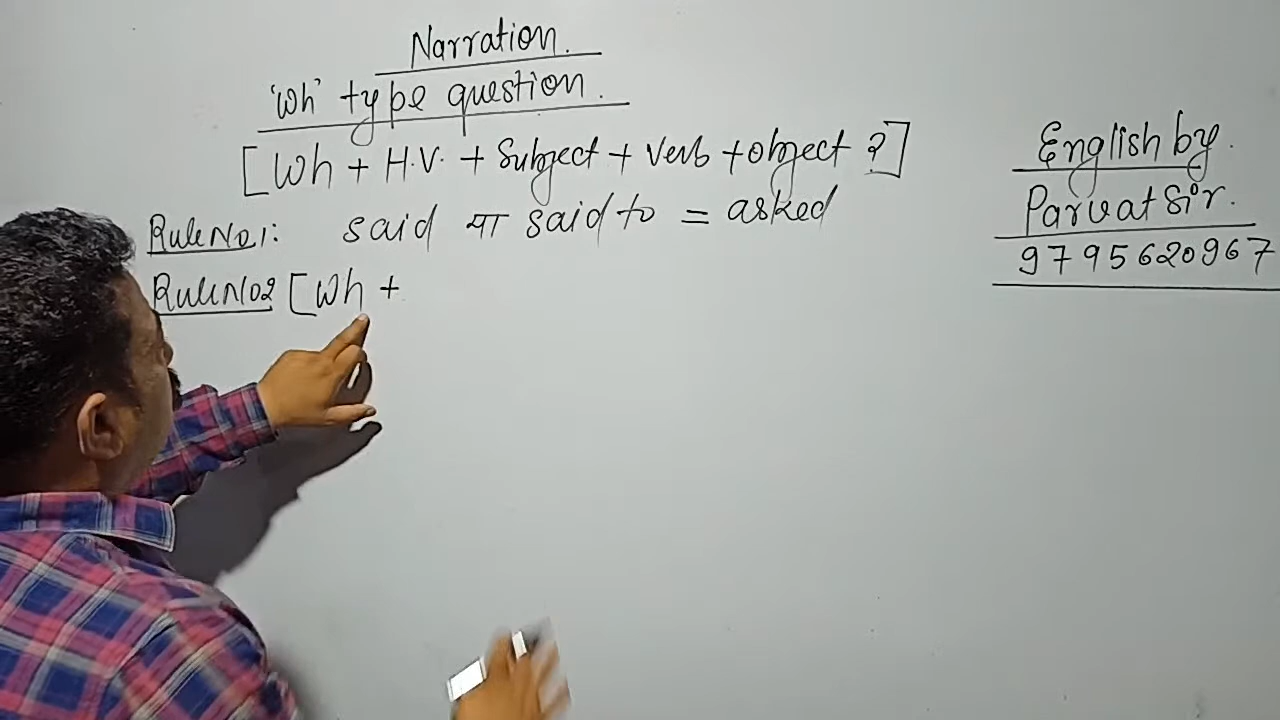 Narration.
'Wh' type question.
[Wh + H.V. + Subject + Verb + object ?]
Rule No 1: said या said to = asked
Rule No 2 [Wh +
English by.
Parivat Sir.
9795620967